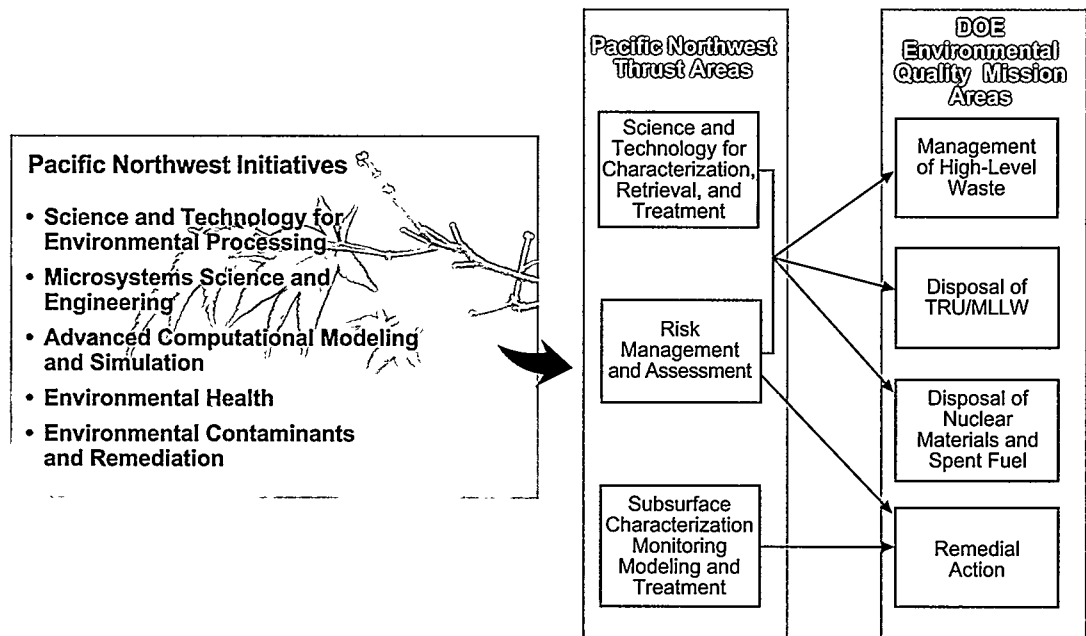 Pacific Northwest Initiatives
• Science and Technology for
Environmental Processing
• Microsystems Science and
Engineering
• Advanced Computational Modeling
and Simulation
• Environmental Health
• Environmental Contaminants
and Remediation
Pacific Northwest
Thrust Areas
Science and
Technology for
Characterization,
Retrieval, and
Treatment
Risk
Management
and Assessment
Subsurface
Characterization
Monitoring
Modeling and
Treatment
DOE
Environmental
Quality Mission
Areas
Management
of High-Level
Waste
Disposal of
TRU/MLLW
Disposal of
Nuclear
Materials and
Spent Fuel
Remedial
Action